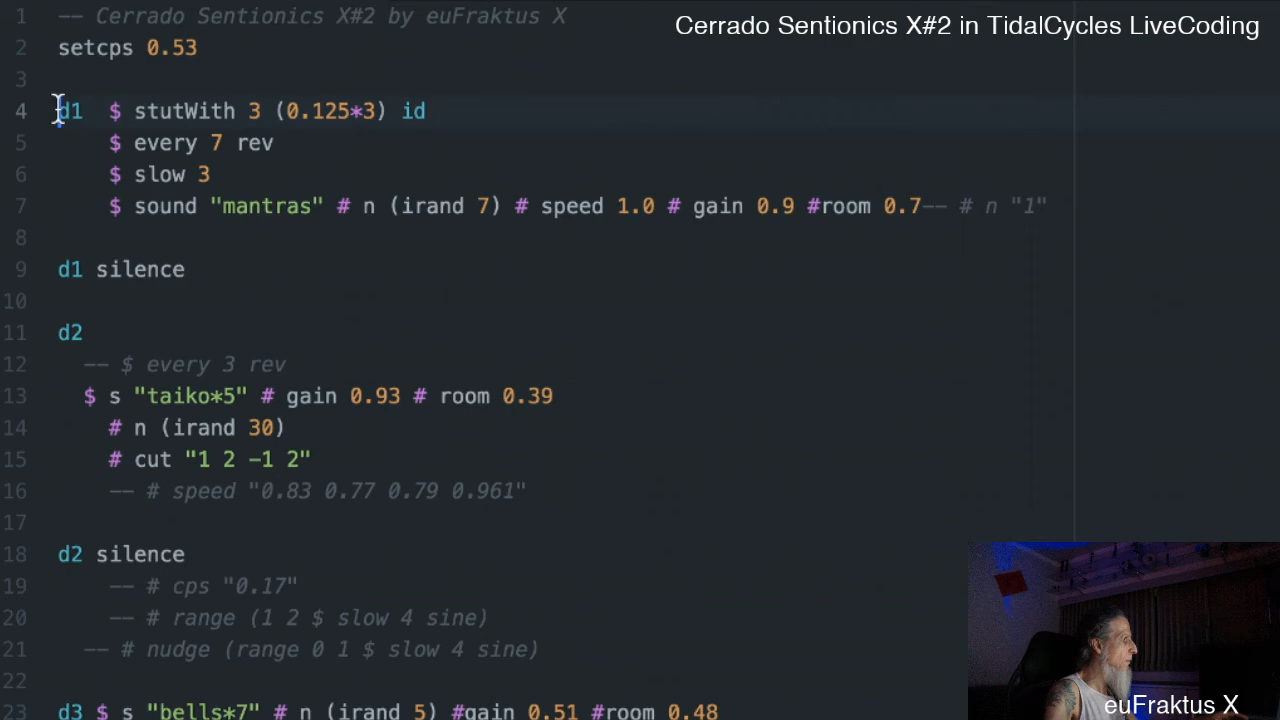 1 -- Cerrado Sentionics X#2 by euFraktus X
Cerrado Sentionics X#2 in TidalCycles LiveCoding
2 setcps 0.53
3
4 d1  $ stutWith 3 (0.125*3) id
5     $ every 7 rev
6     $ slow 3
7     $ sound "mantras" # n (irand 7) # speed 1.0 # gain 0.9 #room 0.7-- # n "1"
8
9 d1 silence
10
11 d2
12   -- $ every 3 rev
13   $ s "taiko*5" # gain 0.93 # room 0.39
14     # n (irand 30)
15     # cut "1 2 -1 2"
16     -- # speed "0.83 0.77 0.79 0.961"
17
18 d2 silence
19     -- # cps "0.17"
20     -- # range (1 2 $ slow 4 sine)
21   -- # nudge (range 0 1 $ slow 4 sine)
22
23 d3 $ s "bells*7" # n (irand 5) #gain 0.51 #room 0.48
euFraktus X